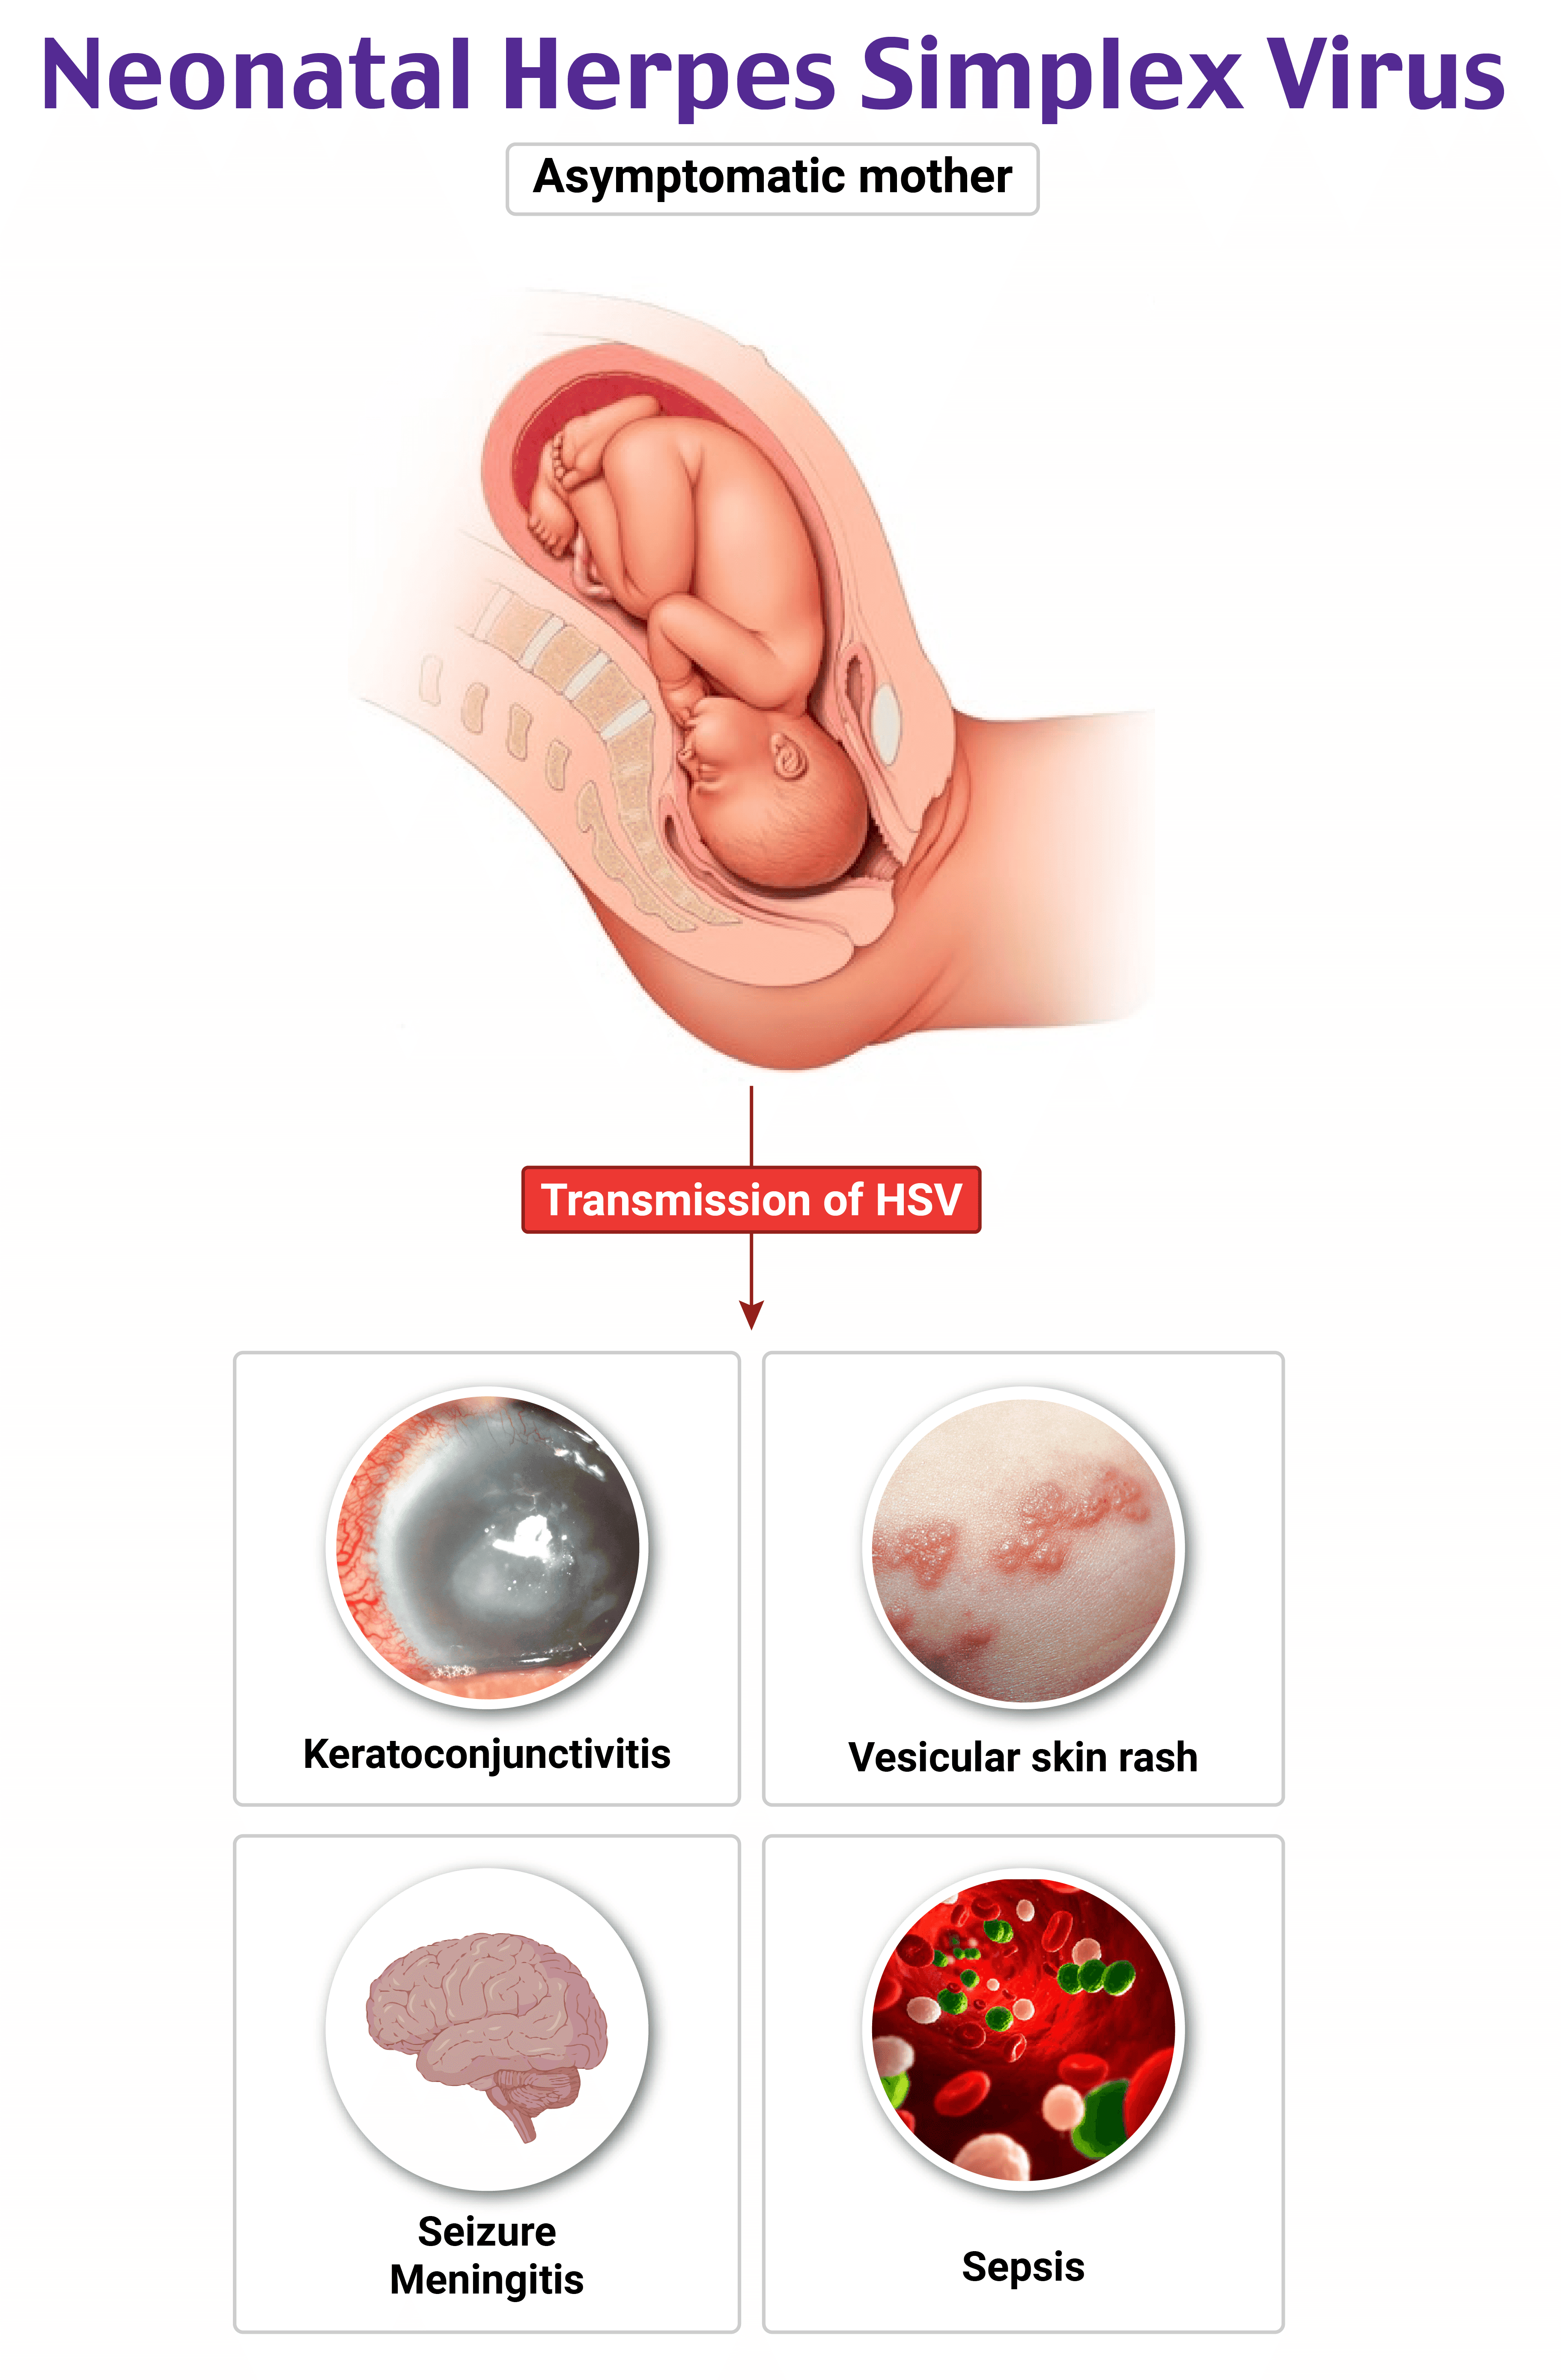 Neonatal Herpes Simplex Virus
Asymptomatic mother
Transmission of HSV
Keratoconjunctivitis
Vesicular skin rash
Seizure
Meningitis
Sepsis